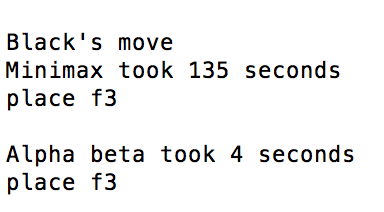 Black's move
Minimax took 135 seconds
place f3
Alpha beta took 4 seconds
place f3